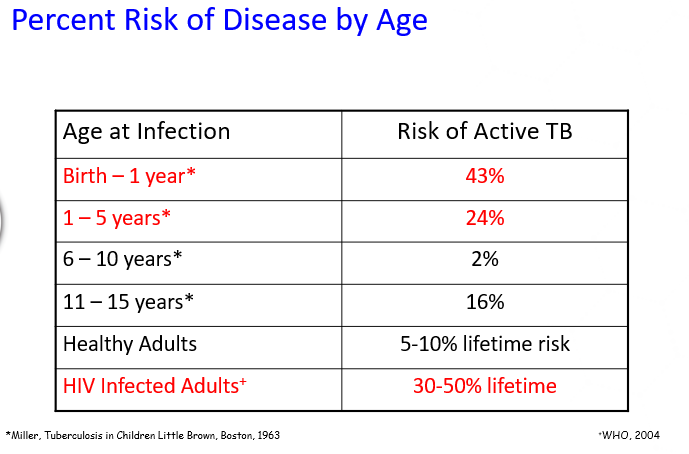 Percent Risk of Disease by Age
Age at Infection Risk of Active TB
Birth – 1 year* 43%
1 – 5 years* 24%
6 – 10 years* 2%
11 – 15 years* 16%
Healthy Adults 5-10% lifetime risk
HIV Infected Adults⁺ 30-50% lifetime
*Miller, Tuberculosis in Children Little Brown, Boston, 1963 ⁺WHO, 2004